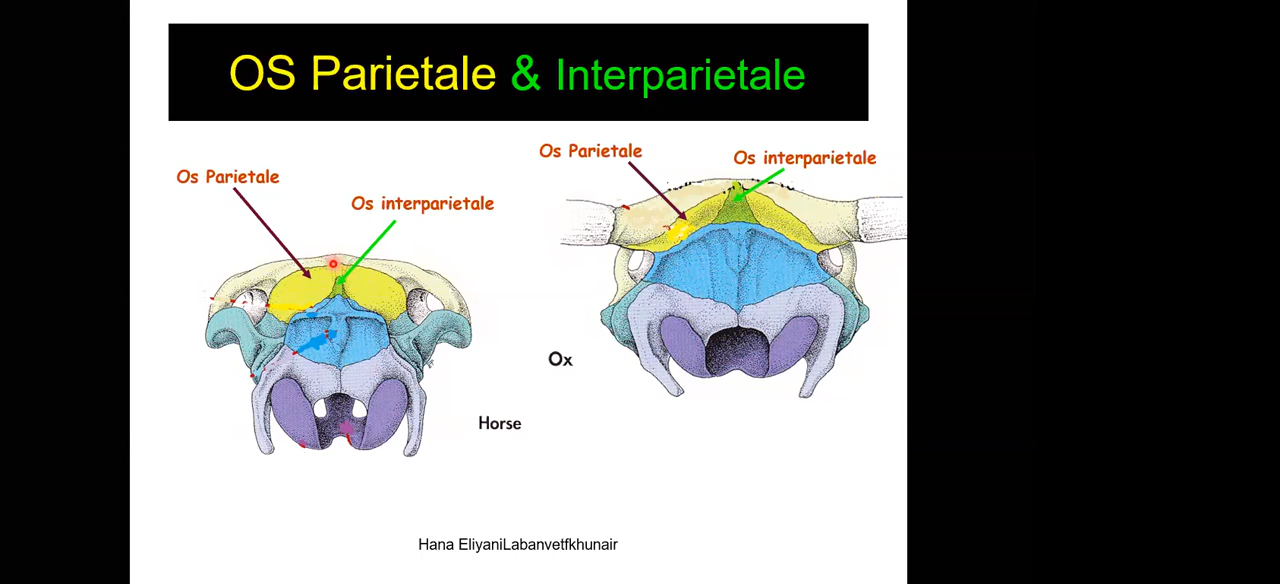 OS Parietale & Interparietale
Os Parietale
Os interparietale
Os Parietale
Os interparietale
Ox
Horse
Hana EliyaniLabanvetfkhunair